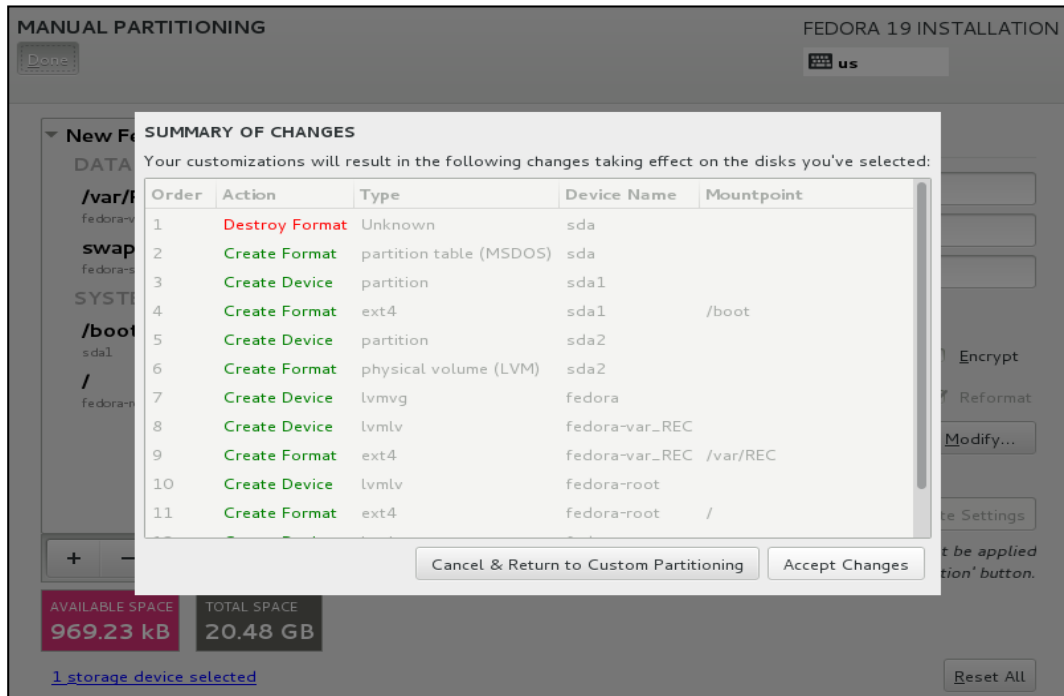 MANUAL PARTITIONING
FEDORA 19 INSTALLATION
Done
us
New
DATA
/var/
swap
/boot
sda1
/
SUMMARY OF CHANGES
Your customizations will result in the following changes taking effect on the disks you've selected:
Order Action Type Device Name Mountpoint
1 Destroy Format Unknown sda
2 Create Format partition table (MSDOS) sda
3 Create Device partition sda1
4 Create Format ext4 sda1 /boot
5 Create Device partition sda2
6 Create Format physical volume (LVM) sda2
7 Create Device lvmvg fedora
8 Create Device lvmlv fedora-var_REC
9 Create Format ext4 fedora-var_REC /var/REC
10 Create Device lvmlv fedora-root
11 Create Format ext4 fedora-root /
Cancel & Return to Custom Partitioning
Accept Changes
Encrypt
Reformat
Modify...
Settings
t be applied
tion' button.
+ −
AVAILABLE SPACE
969.23 kB
TOTAL SPACE
20.48 GB
1 storage device selected
Reset All